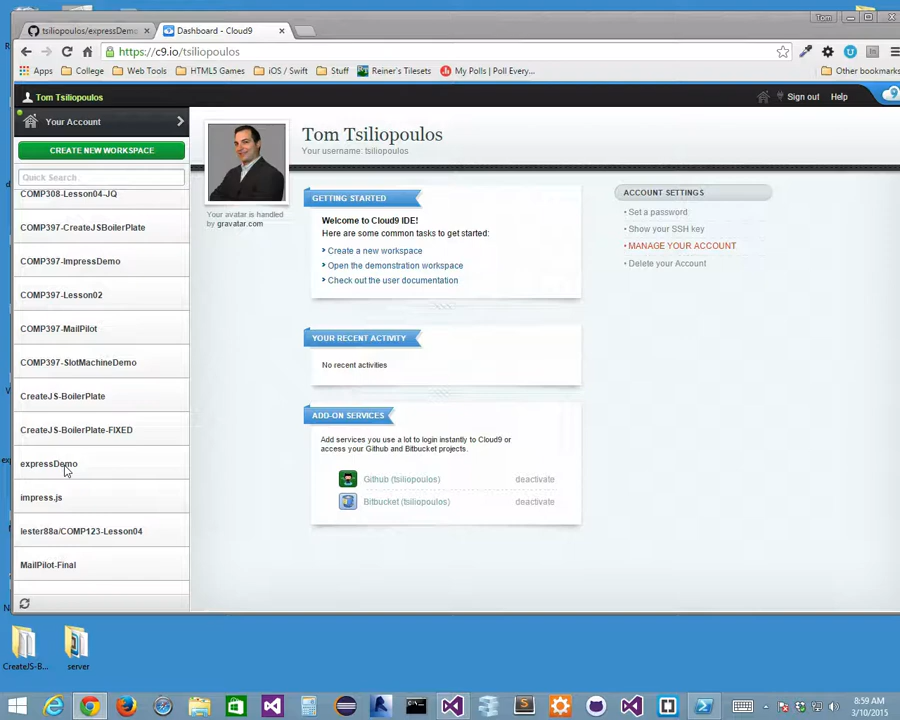 Tom
tsiliopoulos/expressDemo
Dashboard - Cloud9
https://c9.io/tsiliopoulos
Apps College Web Tools HTML5 Games iOS / Swift Stuff Reiner's Tilesets My Polls | Poll Every... Other bookmarks
Tom Tsiliopoulos
Sign out Help
Your Account
CREATE NEW WORKSPACE
Quick Search
COMP308-Lesson04-JQ
COMP397-CreateJSBoilerPlate
COMP397-ImpressDemo
COMP397-Lesson02
COMP397-MailPilot
COMP397-SlotMachineDemo
CreateJS-BoilerPlate
CreateJS-BoilerPlate-FIXED
expressDemo
impress.js
lester88a/COMP123-Lesson04
MailPilot-Final
Your avatar is handled
by gravatar.com
Tom Tsiliopoulos
Your username: tsiliopoulos
GETTING STARTED
Welcome to Cloud9 IDE!
Here are some common tasks to get started:
Create a new workspace
Open the demonstration workspace
Check out the user documentation
YOUR RECENT ACTIVITY
No recent activities
ADD-ON SERVICES
Add services you use a lot to login instantly to Cloud9 or
access your Github and Bitbucket projects.
Github (tsiliopoulos) deactivate
Bitbucket (tsiliopoulos) deactivate
ACCOUNT SETTINGS
• Set a password
• Show your SSH key
• MANAGE YOUR ACCOUNT
• Delete your Account
CreateJS-B...
server
8:59 AM
3/10/2015